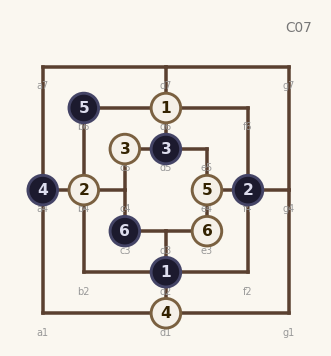 C07
a7 d7 g7
5 1
b6 d6 f6
3 3
c5 d5 e5
4 2 5 2
a4 b4 c4 e4 f4 g4
6 6
c3 d3 e3
1
b2 d2 f2
4
a1 d1 g1